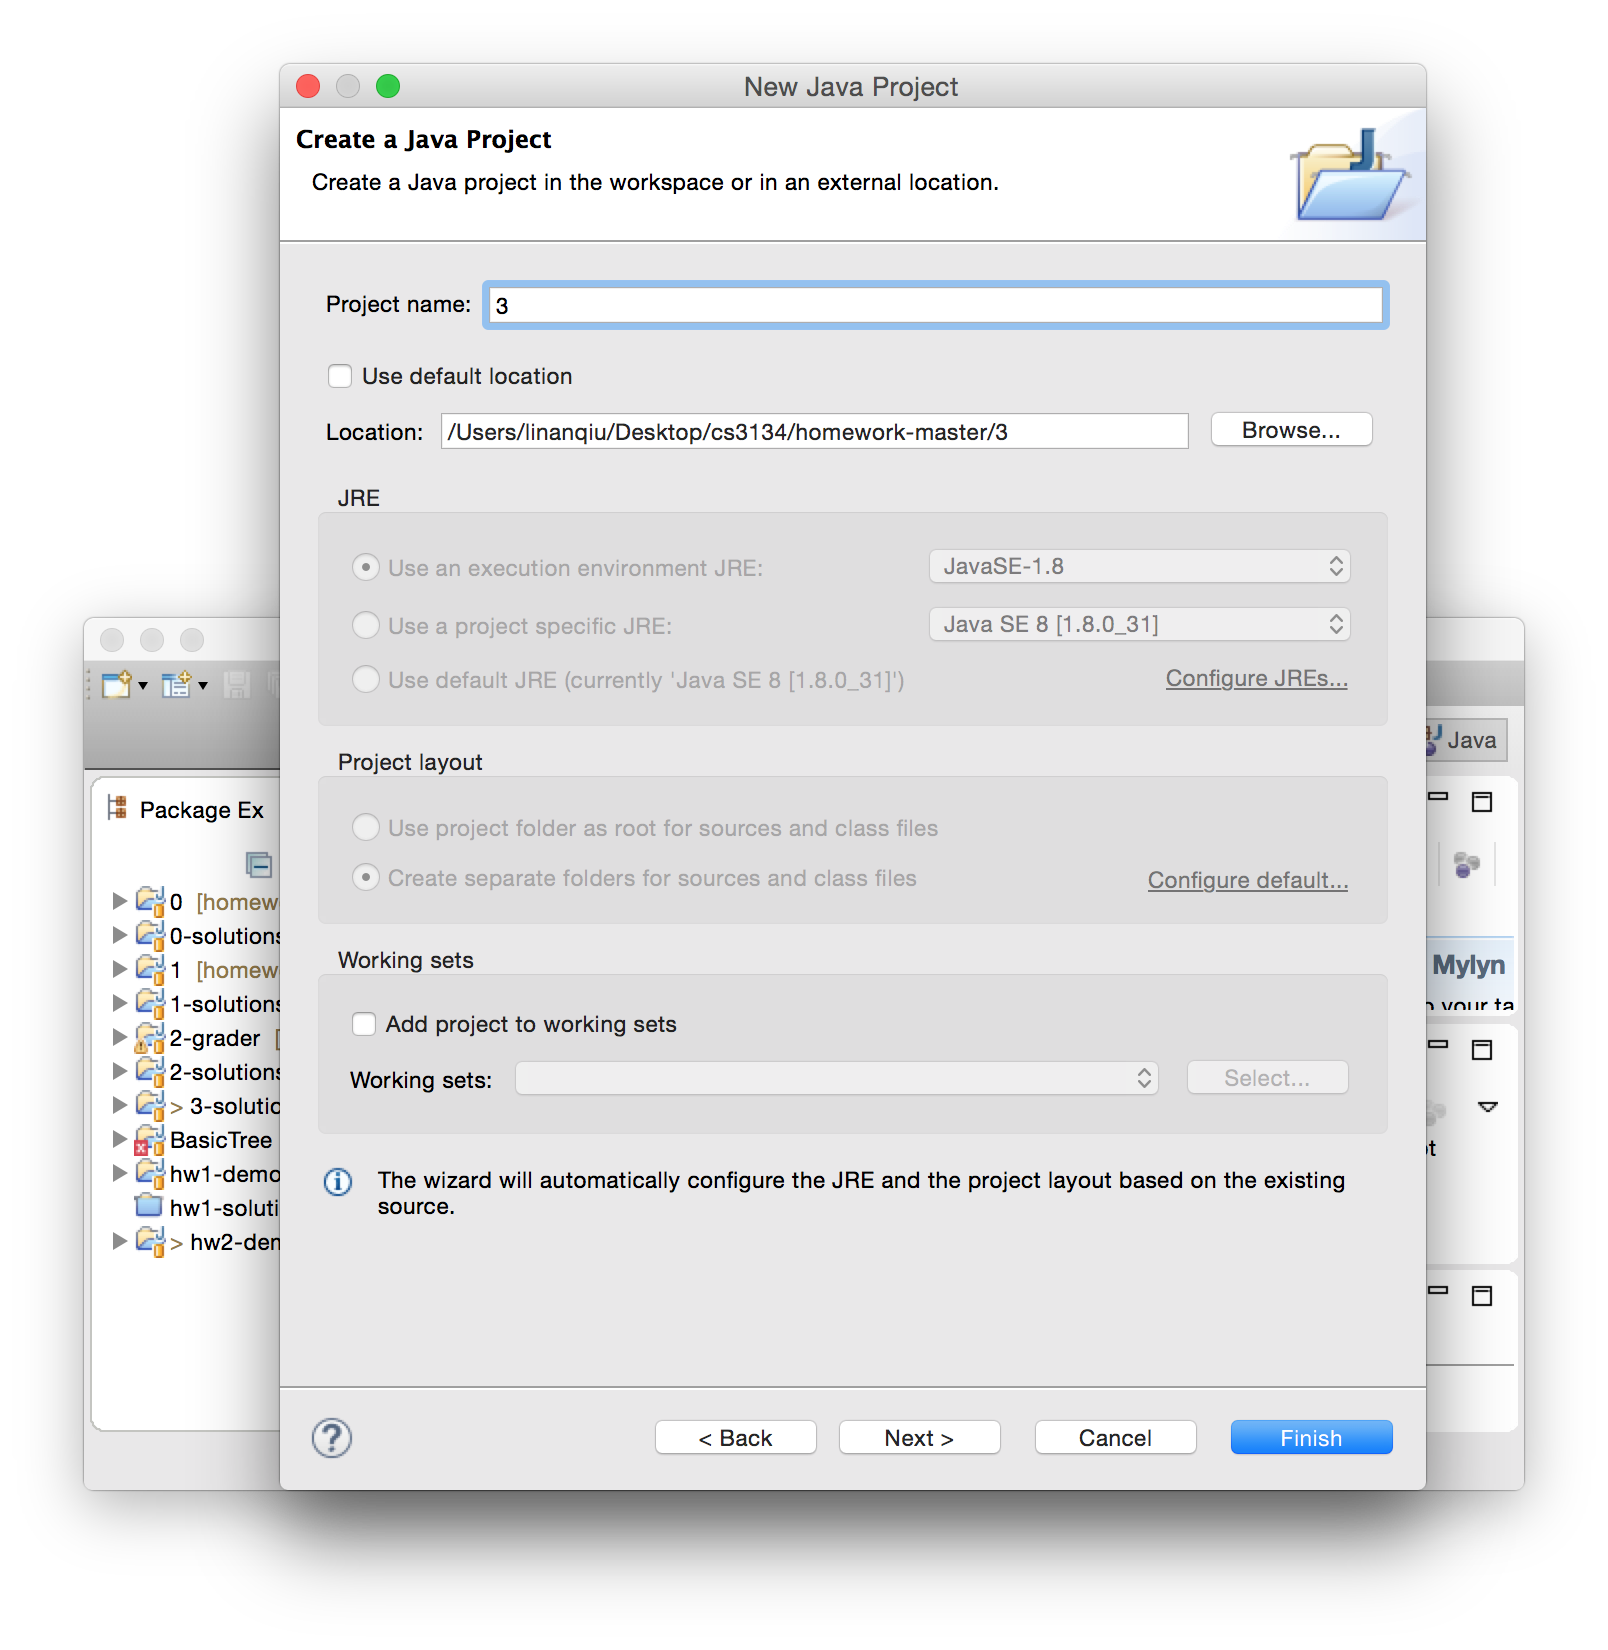 New Java Project
Create a Java Project
Create a Java project in the workspace or in an external location.
Project name: 3
Use default location
Location: /Users/linanqiu/Desktop/cs3134/homework-master/3 Browse...
JRE
Use an execution environment JRE: JavaSE-1.8
Use a project specific JRE: Java SE 8 [1.8.0_31]
Use default JRE (currently 'Java SE 8 [1.8.0_31]') Configure JREs...
Project layout
Use project folder as root for sources and class files
Create separate folders for sources and class files Configure default...
Working sets
Add project to working sets
Working sets: Select...
The wizard will automatically configure the JRE and the project layout based on the existing
source.
? < Back Next > Cancel Finish
Package Ex
0 [homew
0-solutions
1 [homew
1-solutions
2-grader [
2-solutions
> 3-solutio
BasicTree
hw1-demo
hw1-soluti
> hw2-den
Java
Mylyn
your ta